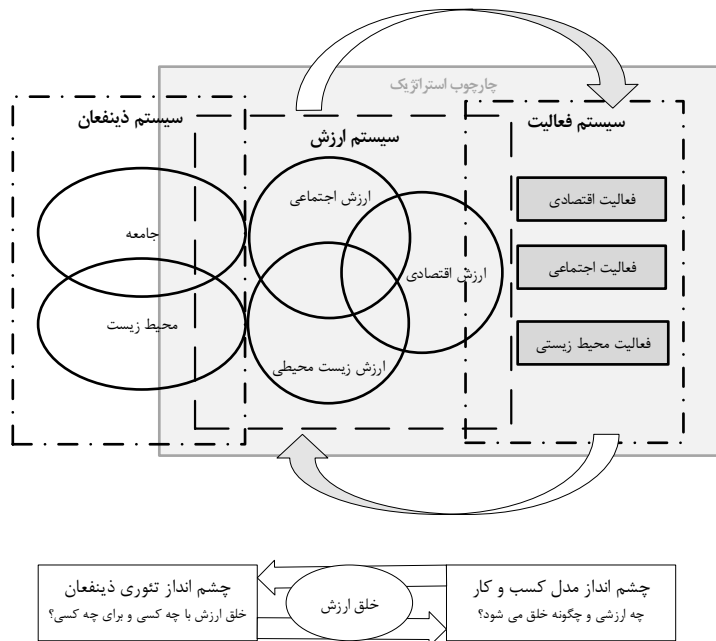 چارچوب استراتژیک
سیستم فعالیت
سیستم ارزش
سیستم ذینفعان
فعالیت اقتصادی
فعالیت اجتماعی
فعالیت محیط زیستی
ارزش اجتماعی
ارزش اقتصادی
ارزش زیست محیطی
جامعه
محیط زیست
چشم انداز مدل کسب و کار
چه ارزشی و چگونه خلق می شود؟
خلق ارزش
چشم انداز تئوری ذینفعان
خلق ارزش با چه کسی و برای چه کسی؟